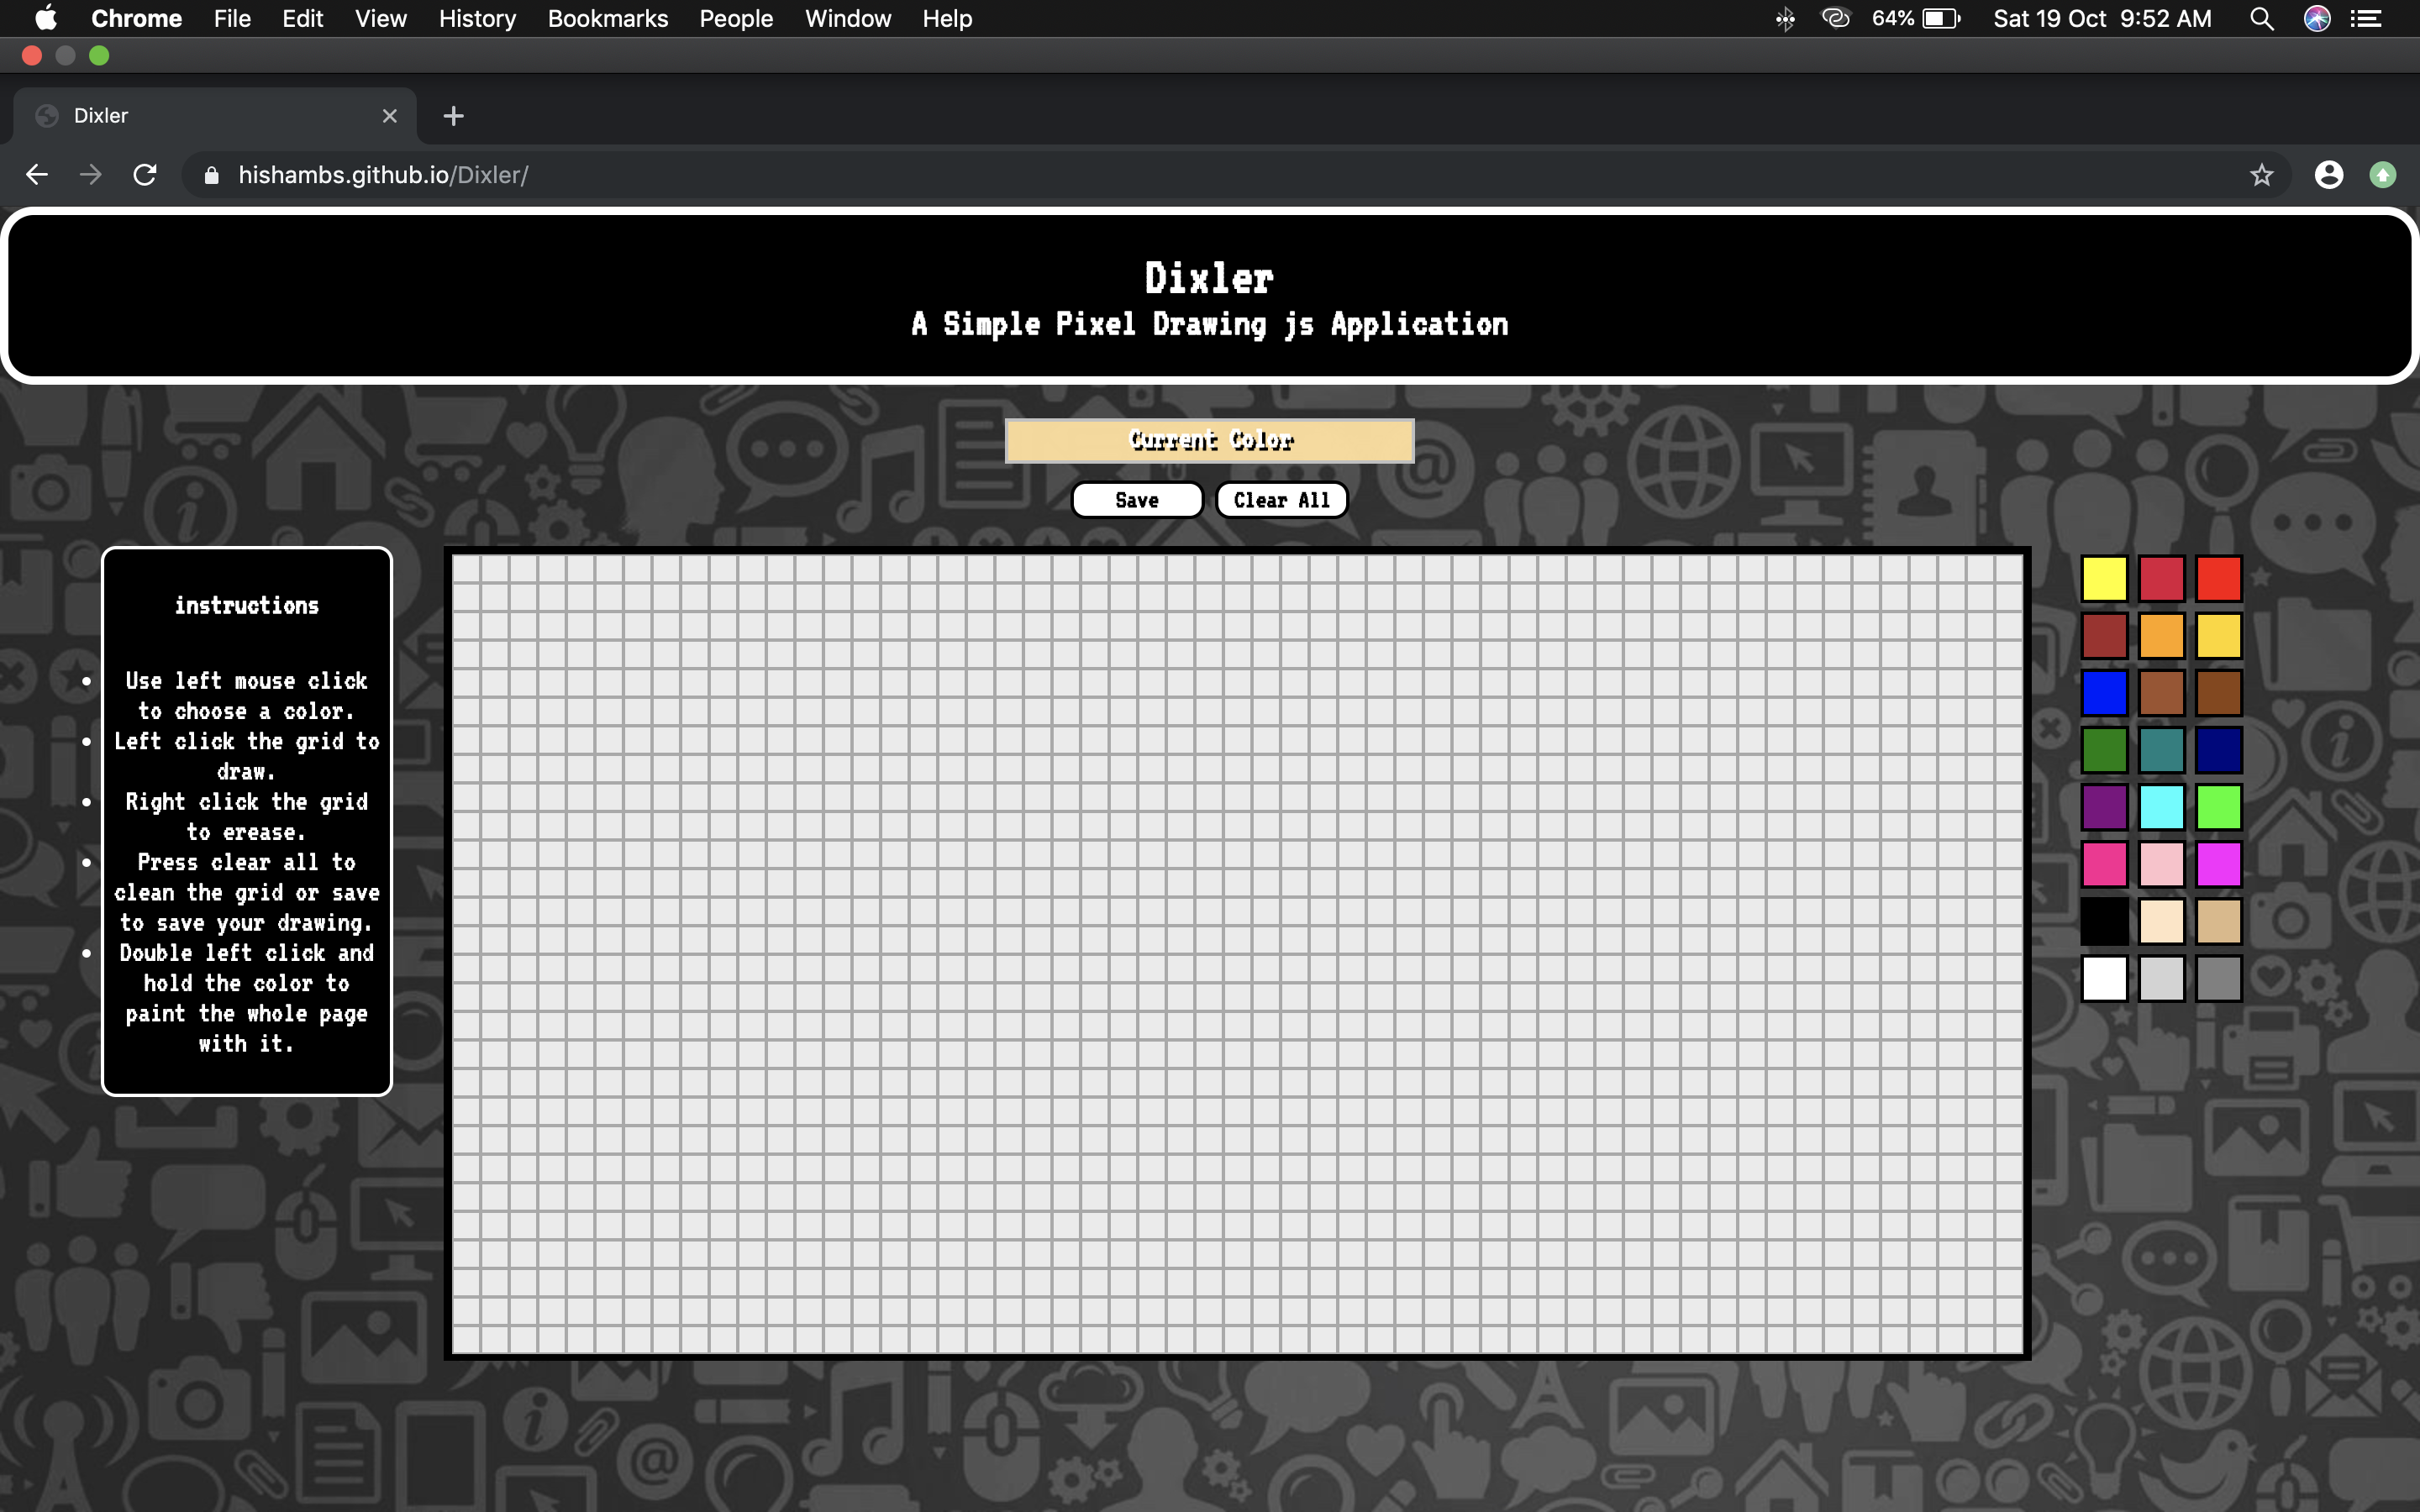 Chrome File Edit View History Bookmarks People Window Help 64% Sat 19 Oct 9:52 AM
Dixler
hishambs.github.io/Dixler/
Dixler
A Simple Pixel Drawing js Application
Current Color
Save Clear All
instructions
Use left mouse click
to choose a color.
Left click the grid to
draw.
Right click the grid
to erease.
Press clear all to
clean the grid or save
to save your drawing.
Double left click and
hold the color to
paint the whole page
with it.